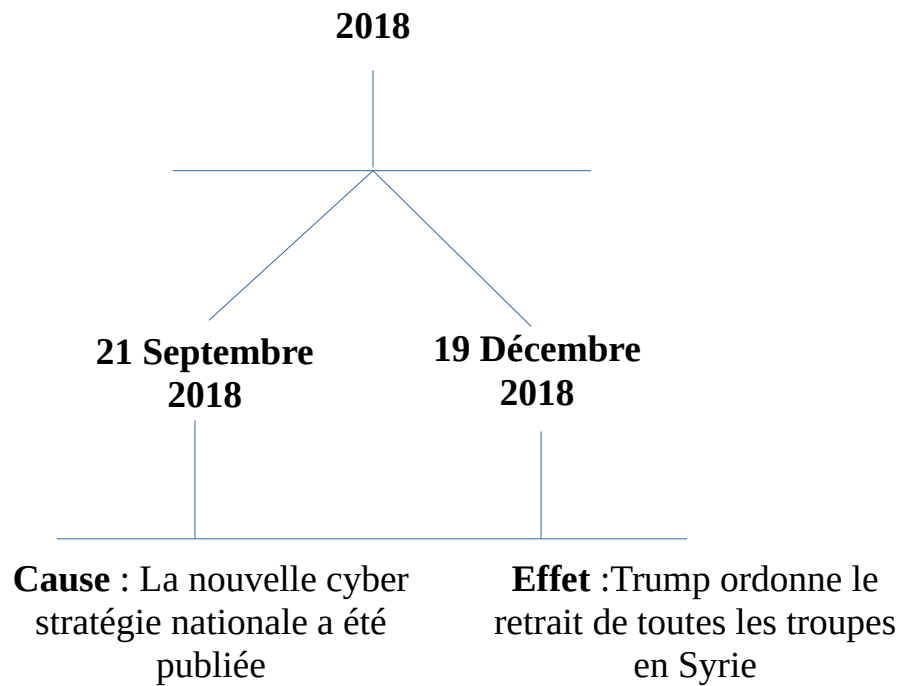 2018
21 Septembre
2018
19 Décembre
2018
Cause : La nouvelle cyber
stratégie nationale a été
publiée
Effet :Trump ordonne le
retrait de toutes les troupes
en Syrie